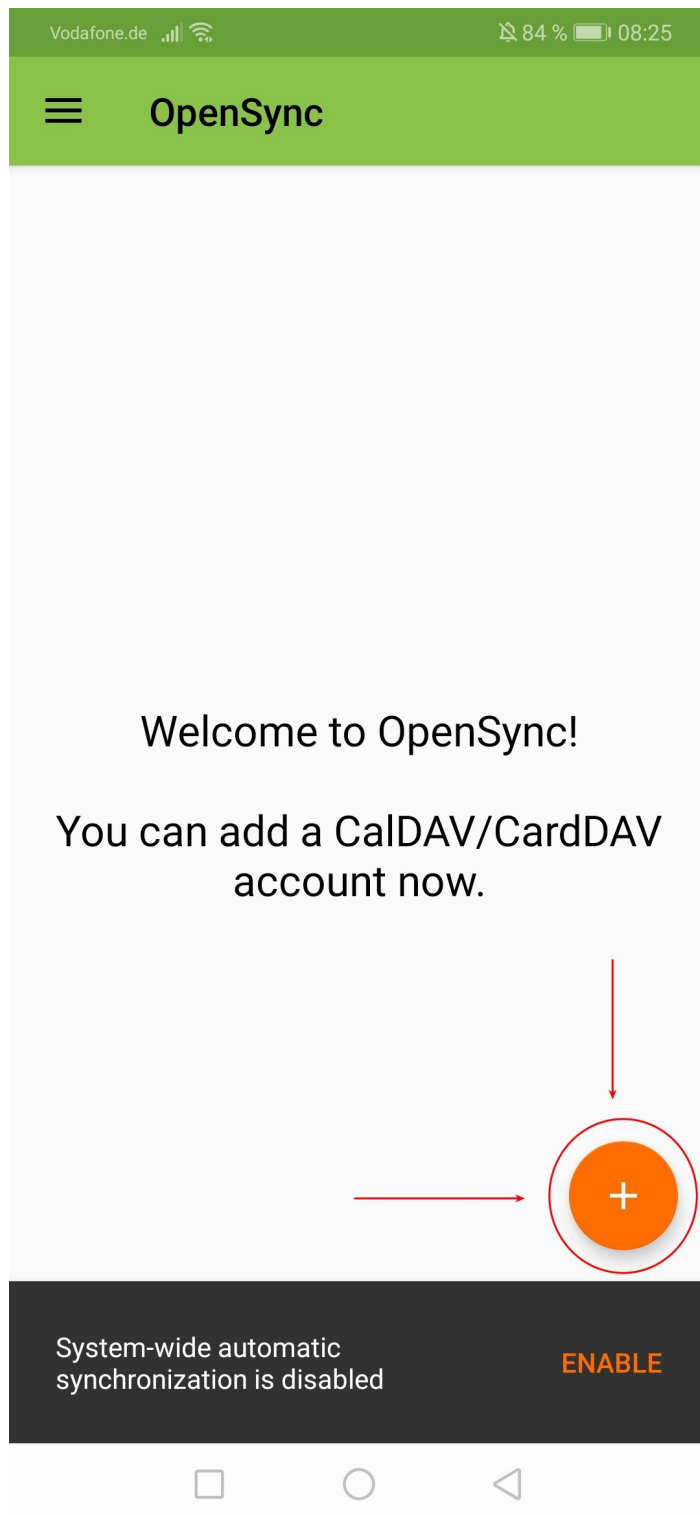 Vodafone.de 84 % 08:25
OpenSync
Welcome to OpenSync!
You can add a CalDAV/CardDAV
account now.
+
System-wide automatic
synchronization is disabled
ENABLE